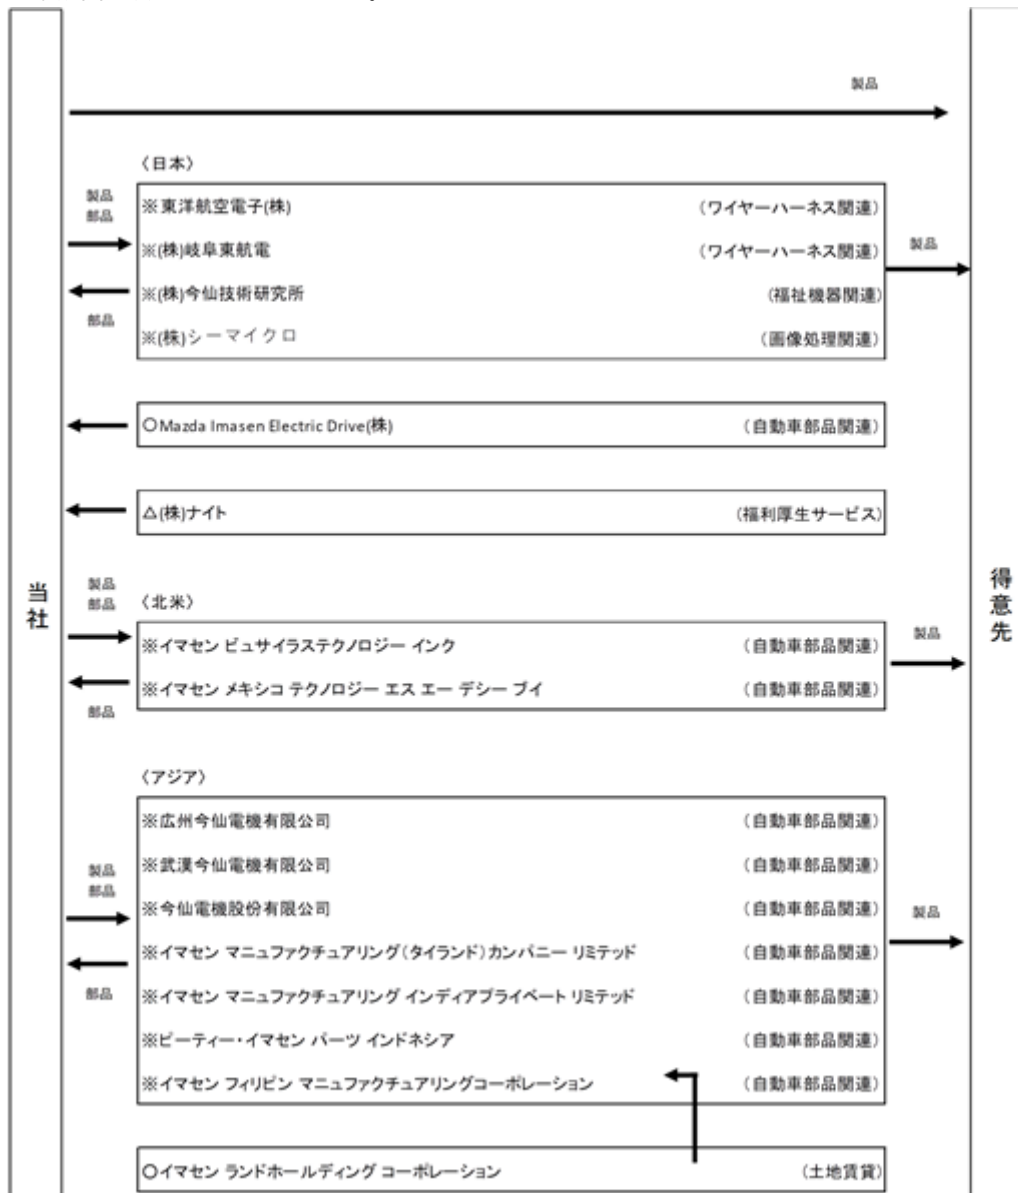 製品
〈日本〉
製品
部品
※東洋航空電子(株) (ワイヤーハーネス関連)
※(株)岐阜東航電 (ワイヤーハーネス関連)
製品
※(株)今仙技術研究所 (福祉機器関連)
部品
※(株)シーマイクロ (画像処理関連)
○Mazda Imasen Electric Drive(株) (自動車部品関連)
△(株)ナイト (福利厚生サービス)
当社
得意先
製品
部品
〈北米〉
※イマセン ビュサイラステクノロジー インク (自動車部品関連)
製品
※イマセン メキシコ テクノロジー エス エー デシー ブイ (自動車部品関連)
部品
〈アジア〉
※広州今仙電機有限公司 (自動車部品関連)
製品
部品
※武漢今仙電機有限公司 (自動車部品関連)
※今仙電機股份有限公司 (自動車部品関連)
製品
※イマセン マニュファクチュアリング(タイランド)カンパニー リミテッド (自動車部品関連)
部品
※イマセン マニュファクチュアリング インディアプライベート リミテッド (自動車部品関連)
※ピーティー・イマセン パーツ インドネシア (自動車部品関連)
※イマセン フィリピン マニュファクチュアリングコーポレーション (自動車部品関連)
○イマセン ランドホールディング コーポレーション (土地賃貸)